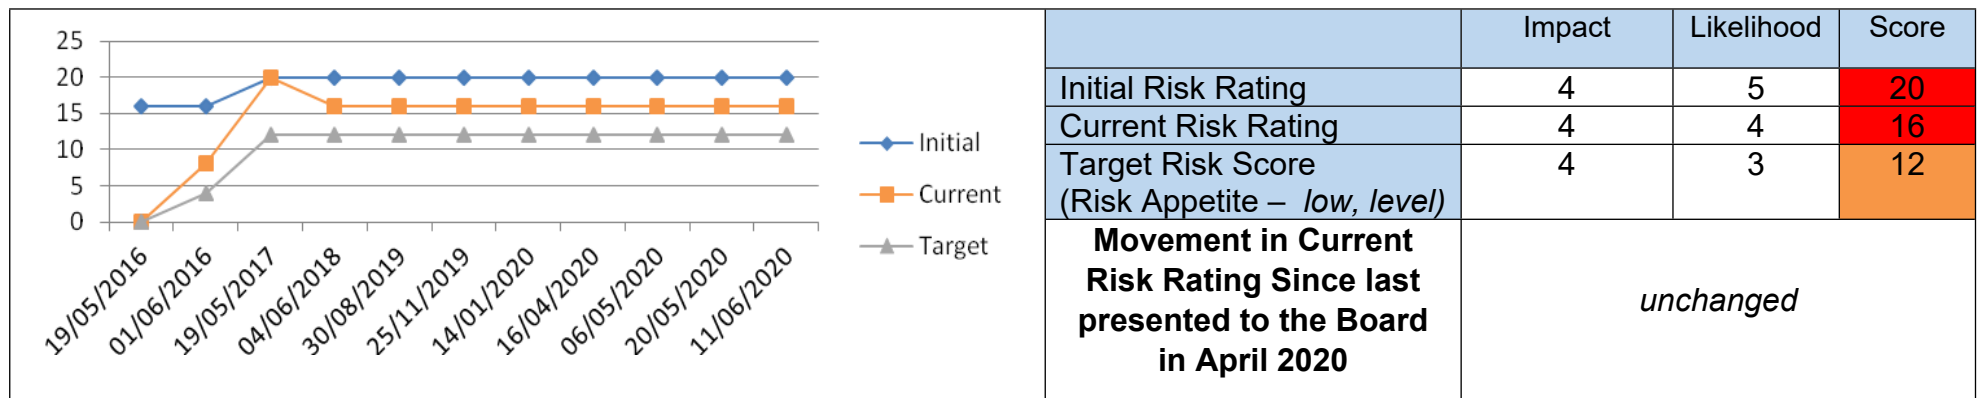 25
20
15
10
5
0
19/05/2016
01/06/2016
19/05/2017
04/06/2018
30/08/2019
25/11/2019
14/01/2020
16/04/2020
06/05/2020
20/05/2020
11/06/2020
Initial
Current
Target
Impact Likelihood Score
Initial Risk Rating 4 5 20
Current Risk Rating 4 4 16
Target Risk Score 4 3 12
(Risk Appetite – low, level)
Movement in Current
Risk Rating Since last
presented to the Board
in April 2020
unchanged